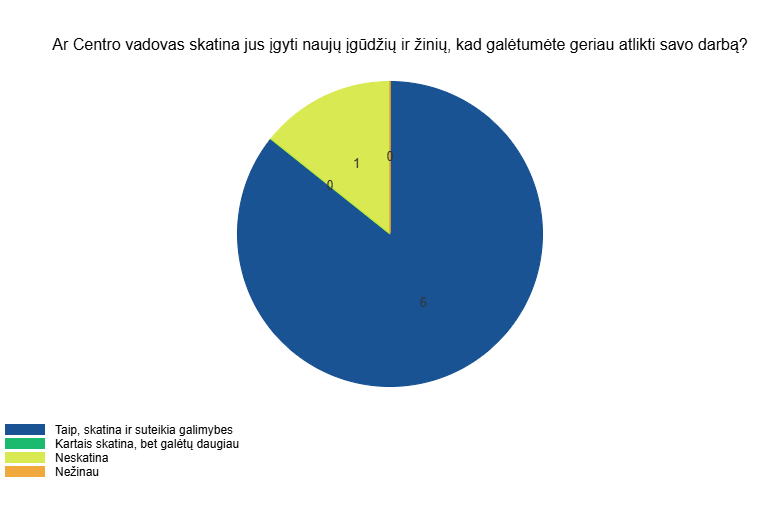 Ar Centro vadovas skatina jus įgyti naujų įgūdžių ir žinių, kad galėtumėte geriau atlikti savo darbą?
0
1
0
6
Taip, skatina ir suteikia galimybes
Kartais skatina, bet galėtų daugiau
Neskatina
Nežinau